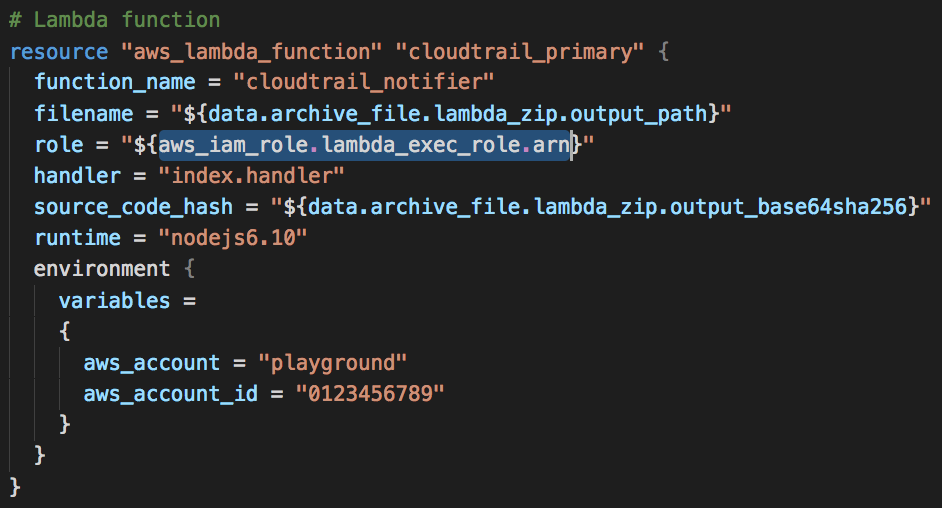 # Lambda function
resource "aws_lambda_function" "cloudtrail_primary" {
  function_name = "cloudtrail_notifier"
  filename = "${data.archive_file.lambda_zip.output_path}"
  role = "${aws_iam_role.lambda_exec_role.arn}"
  handler = "index.handler"
  source_code_hash = "${data.archive_file.lambda_zip.output_base64sha256}"
  runtime = "nodejs6.10"
  environment {
    variables =
    {
      aws_account = "playground"
      aws_account_id = "0123456789"
    }
  }
}